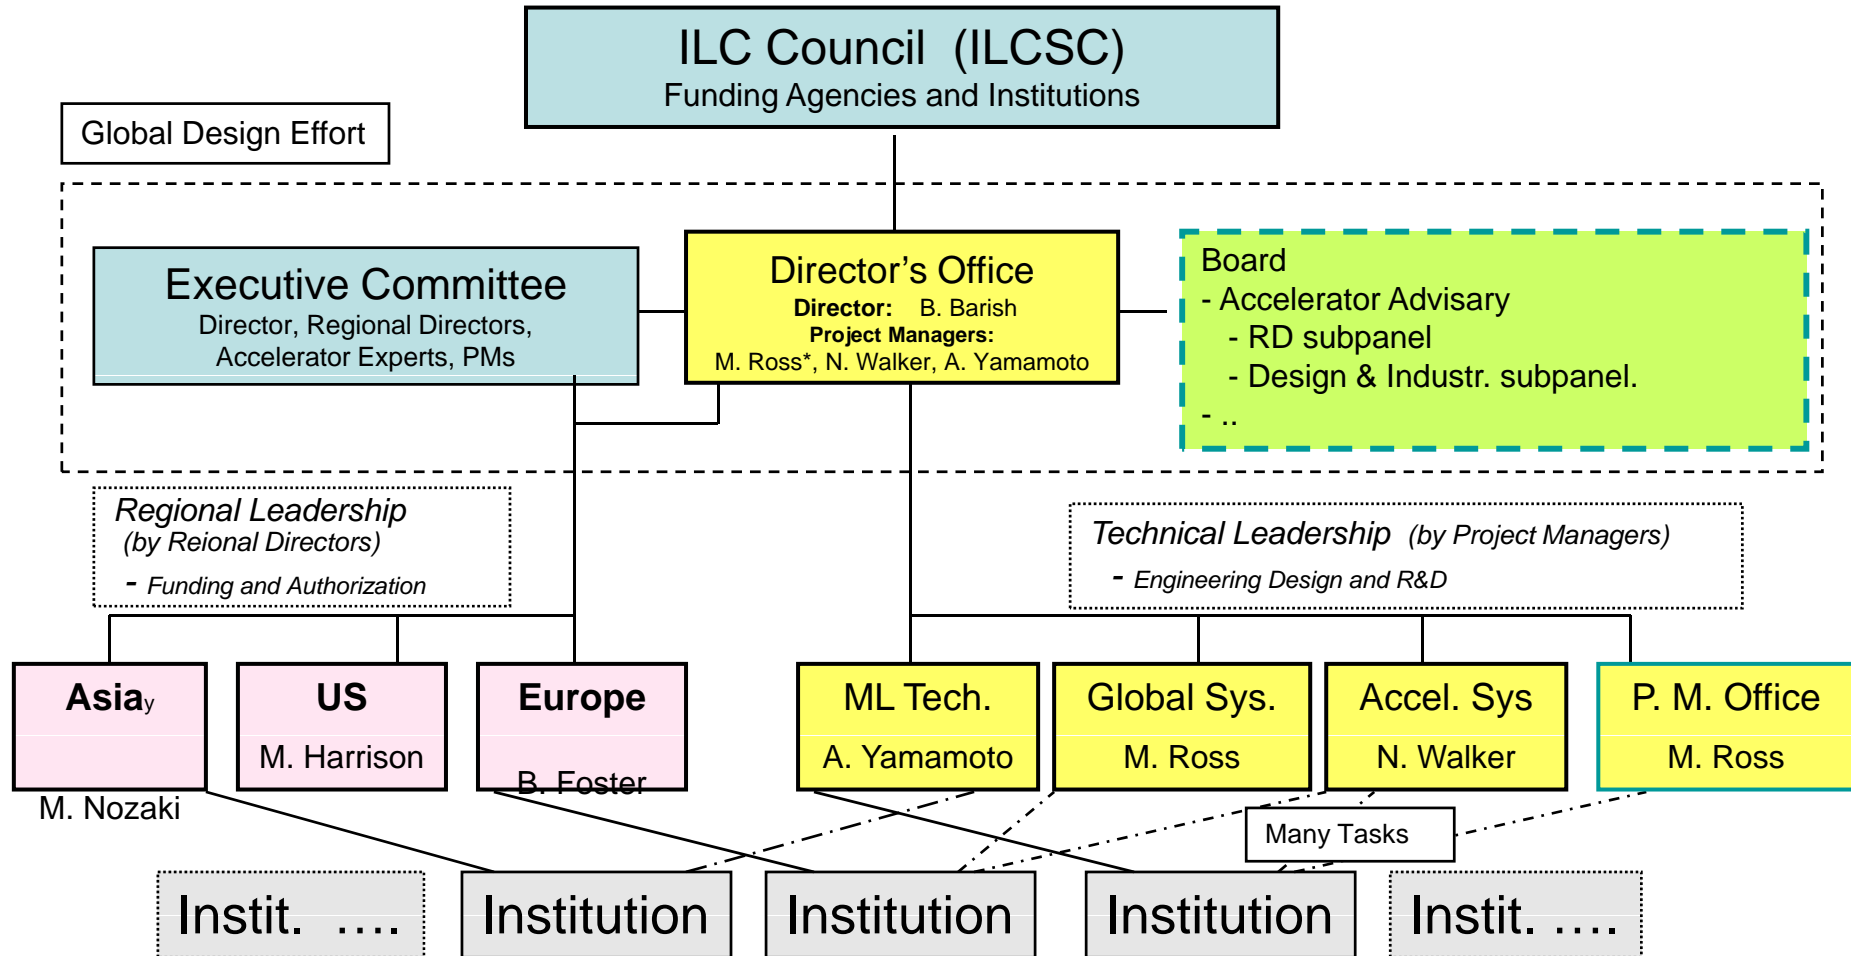 ILC Council (ILCSC)
Funding Agencies and Institutions
Global Design Effort
Executive Committee
Director, Regional Directors,
Accelerator Experts, PMs
Director’s Office
Director: B. Barish
Project Managers:
M. Ross*, N. Walker, A. Yamamoto
Board
- Accelerator Advisary
- RD subpanel
- Design & Industr. subpanel.
- ..
Regional Leadership
(by Reional Directors)
- Funding and Authorization
Technical Leadership (by Project Managers)
- Engineering Design and R&D
Asiay
M. Nozaki
US
M. Harrison
Europe
B. Foster
ML Tech.
A. Yamamoto
Global Sys.
M. Ross
Accel. Sys
N. Walker
P. M. Office
M. Ross
Many Tasks
Instit. ….
Institution
Institution
Institution
Instit. ….